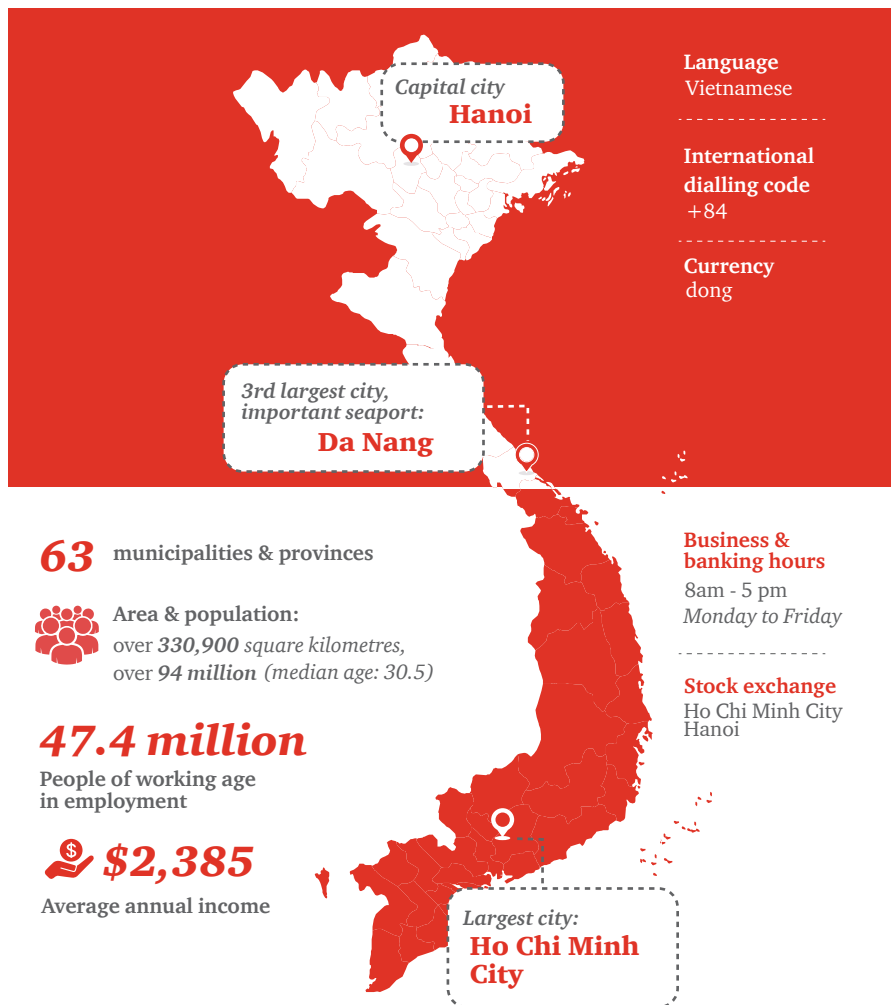 Capital city
Hanoi
Language
Vietnamese
International
dialling code
+84
Currency
dong
3rd largest city,
important seaport:
Da Nang
63 municipalities & provinces
Area & population:
over 330,900 square kilometres,
over 94 million (median age: 30.5)
47.4 million
People of working age
in employment
$
$2,385
Average annual income
Business &
banking hours
8am - 5 pm
Monday to Friday
Stock exchange
Ho Chi Minh City
Hanoi
Largest city:
Ho Chi Minh
City